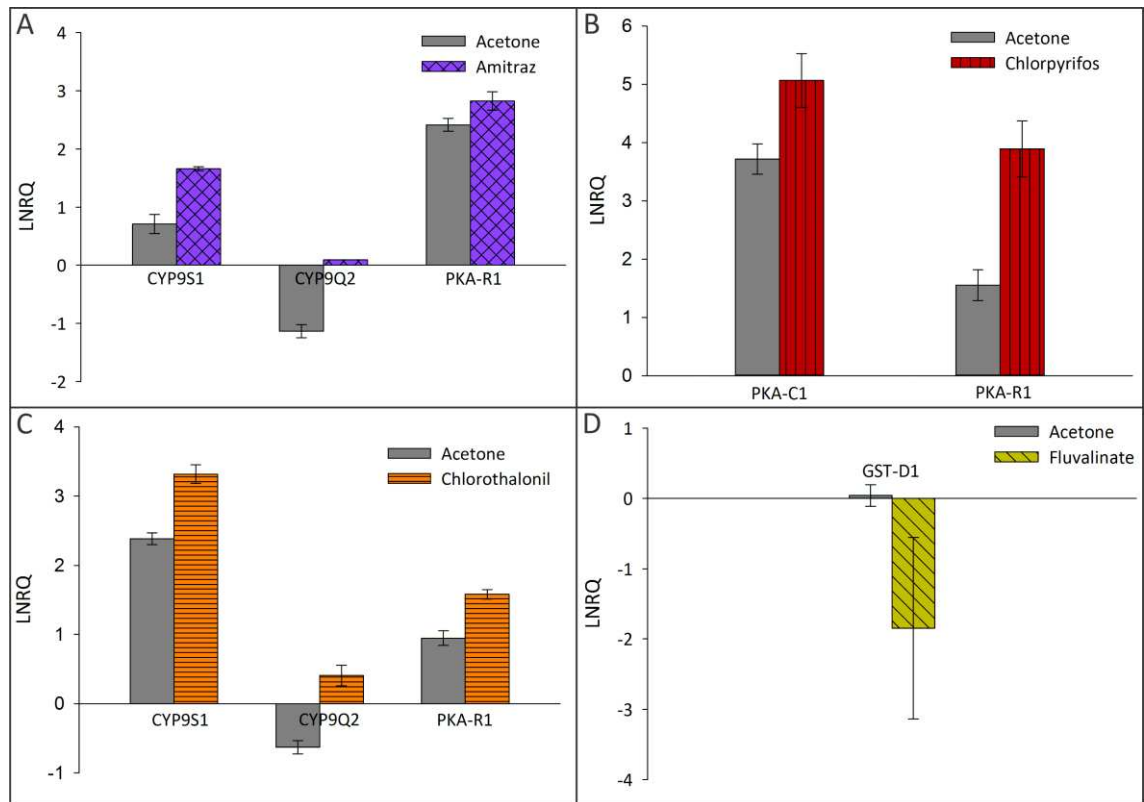 A
4
3
2
1
0
-1
-2
LNRQ
Acetone
Amitraz
CYP9S1
CYP9Q2
PKA-R1
B
6
5
4
3
2
1
0
LNRQ
Acetone
Chlorpyrifos
PKA-C1
PKA-R1
C
4
3
2
1
0
-1
LNRQ
Acetone
Chlorothalonil
CYP9S1
CYP9Q2
PKA-R1
D
1
0
-1
-2
-3
-4
LNRQ
Acetone
Fluvalinate
GST-D1